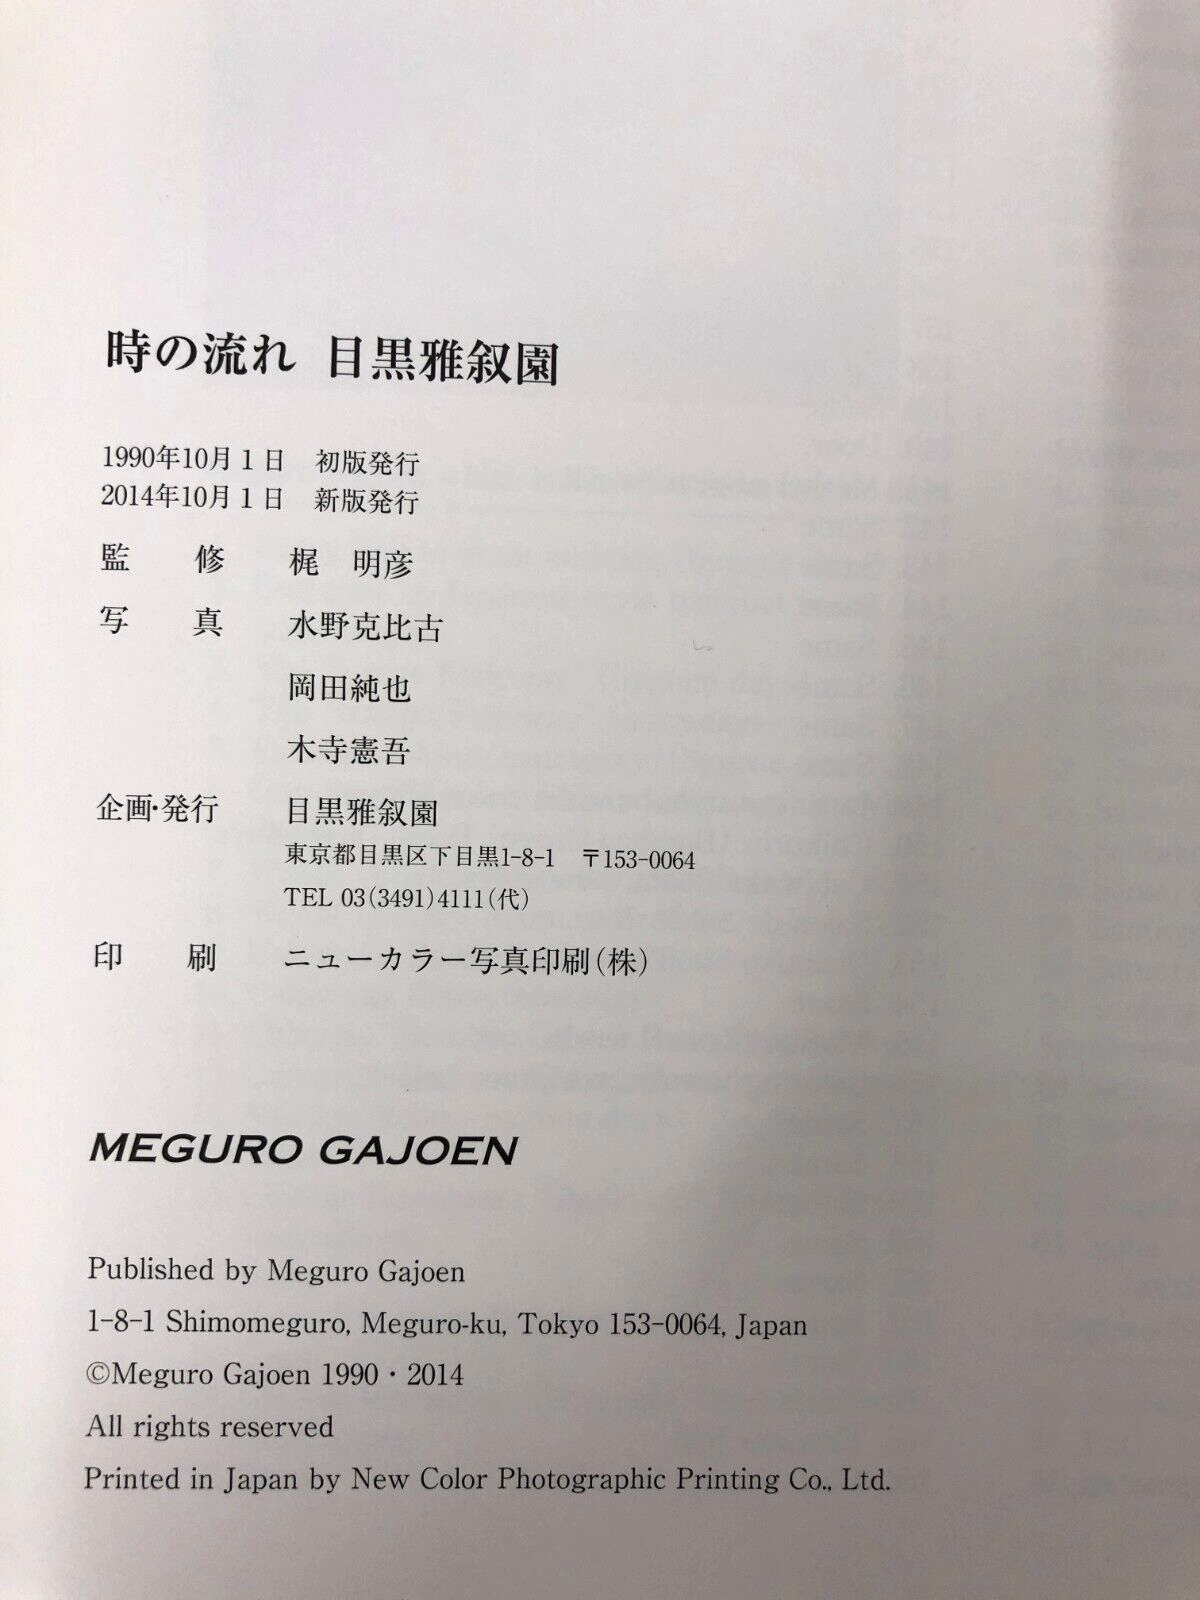 時の流れ 目黒雅叙園
1990年10月1日 初版発行
2014年10月1日 新版発行
監 修 梶 明彦
写 真 水野克比古
岡田純也
木寺憲吾
企画・発行 目黒雅叙園
東京都目黒区下目黒1-8-1 〒153-0064
TEL 03(3491)4111(代)
印 刷 ニューカラー写真印刷(株)
MEGURO GAJOEN
Published by Meguro Gajoen
1-8-1 Shimomeguro, Meguro-ku, Tokyo 153-0064, Japan
©Meguro Gajoen 1990・2014
All rights reserved
Printed in Japan by New Color Photographic Printing Co., Ltd.